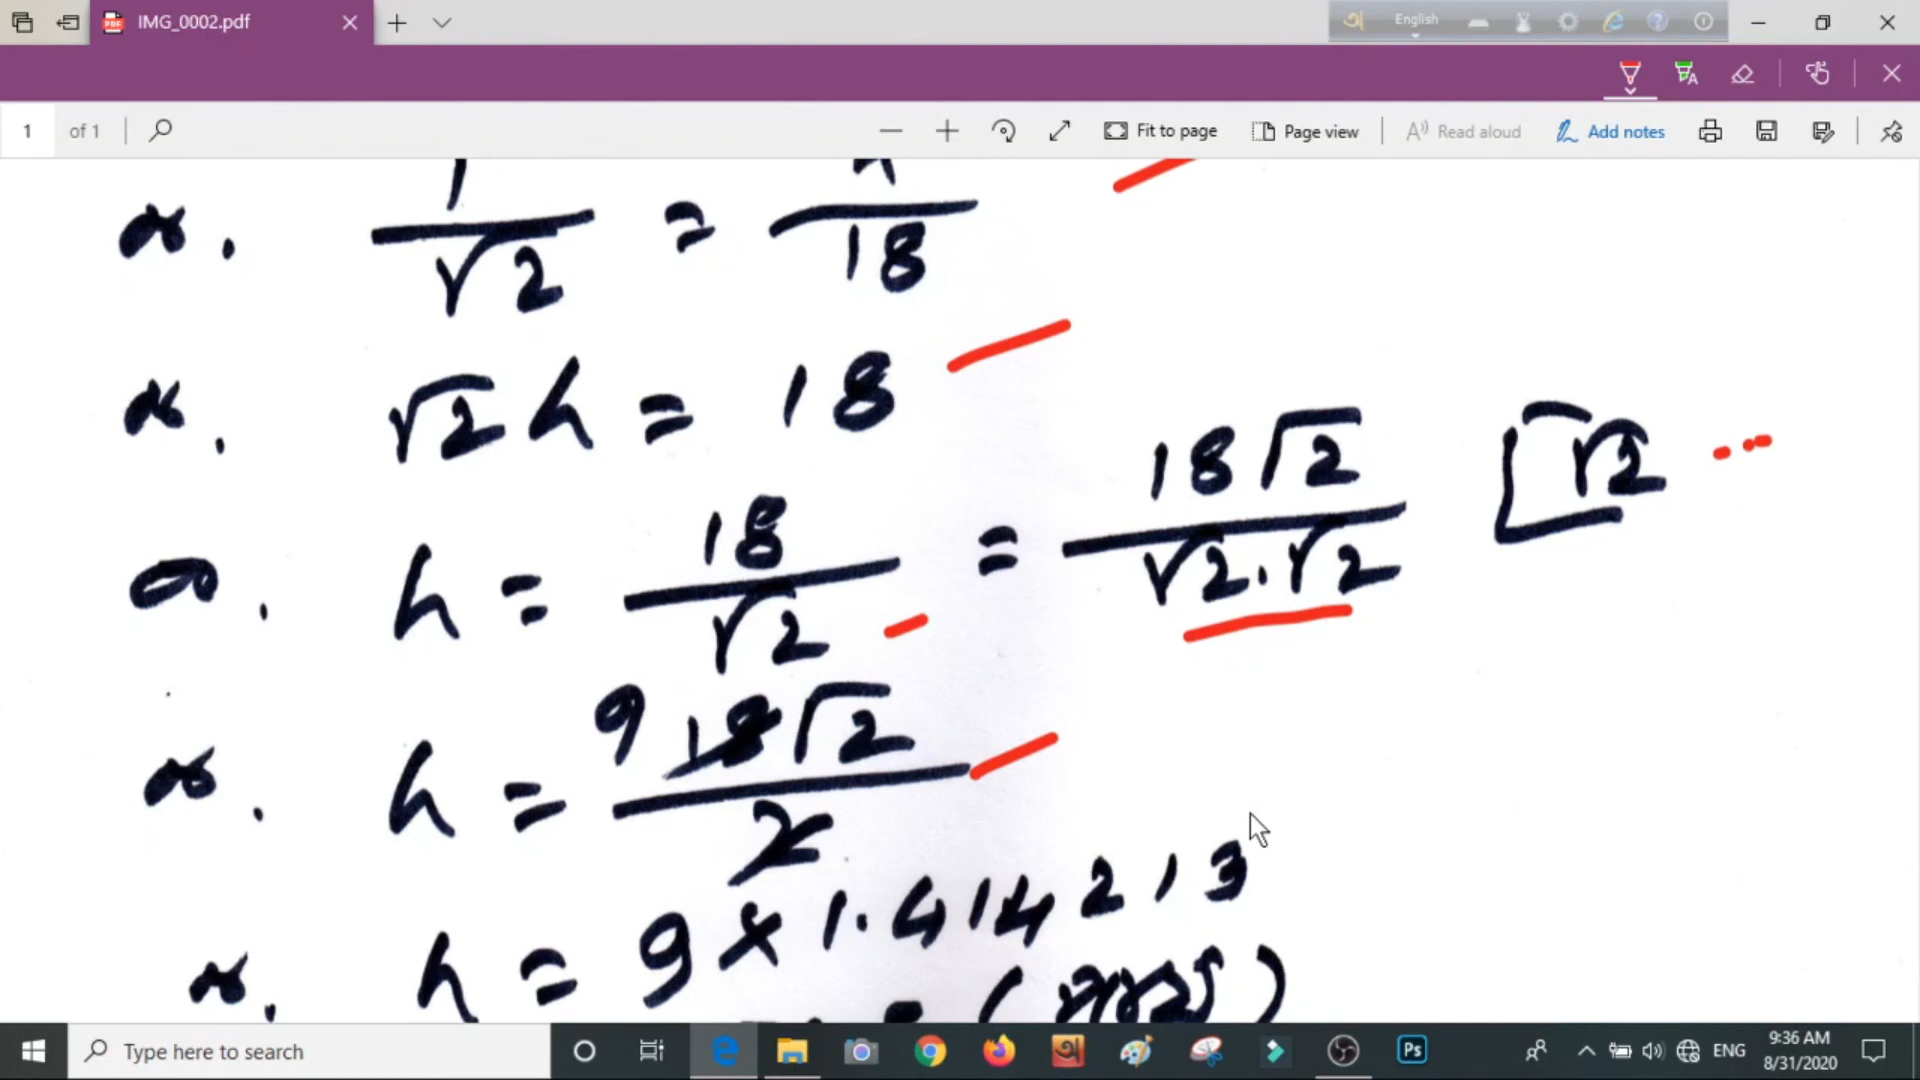 IMG_0002.pdf
English
1 of 1
Fit to page
Page view
Read aloud
Add notes
বা. 1/√2 = h/18
বা. √2 h = 18
বা. h = 18/√2 = 18√2/√2.√2 [√2
বা. h = 9 18√2/2
বা. h = 9 × 1.414213
Type here to search
ENG
9:36 AM
8/31/2020